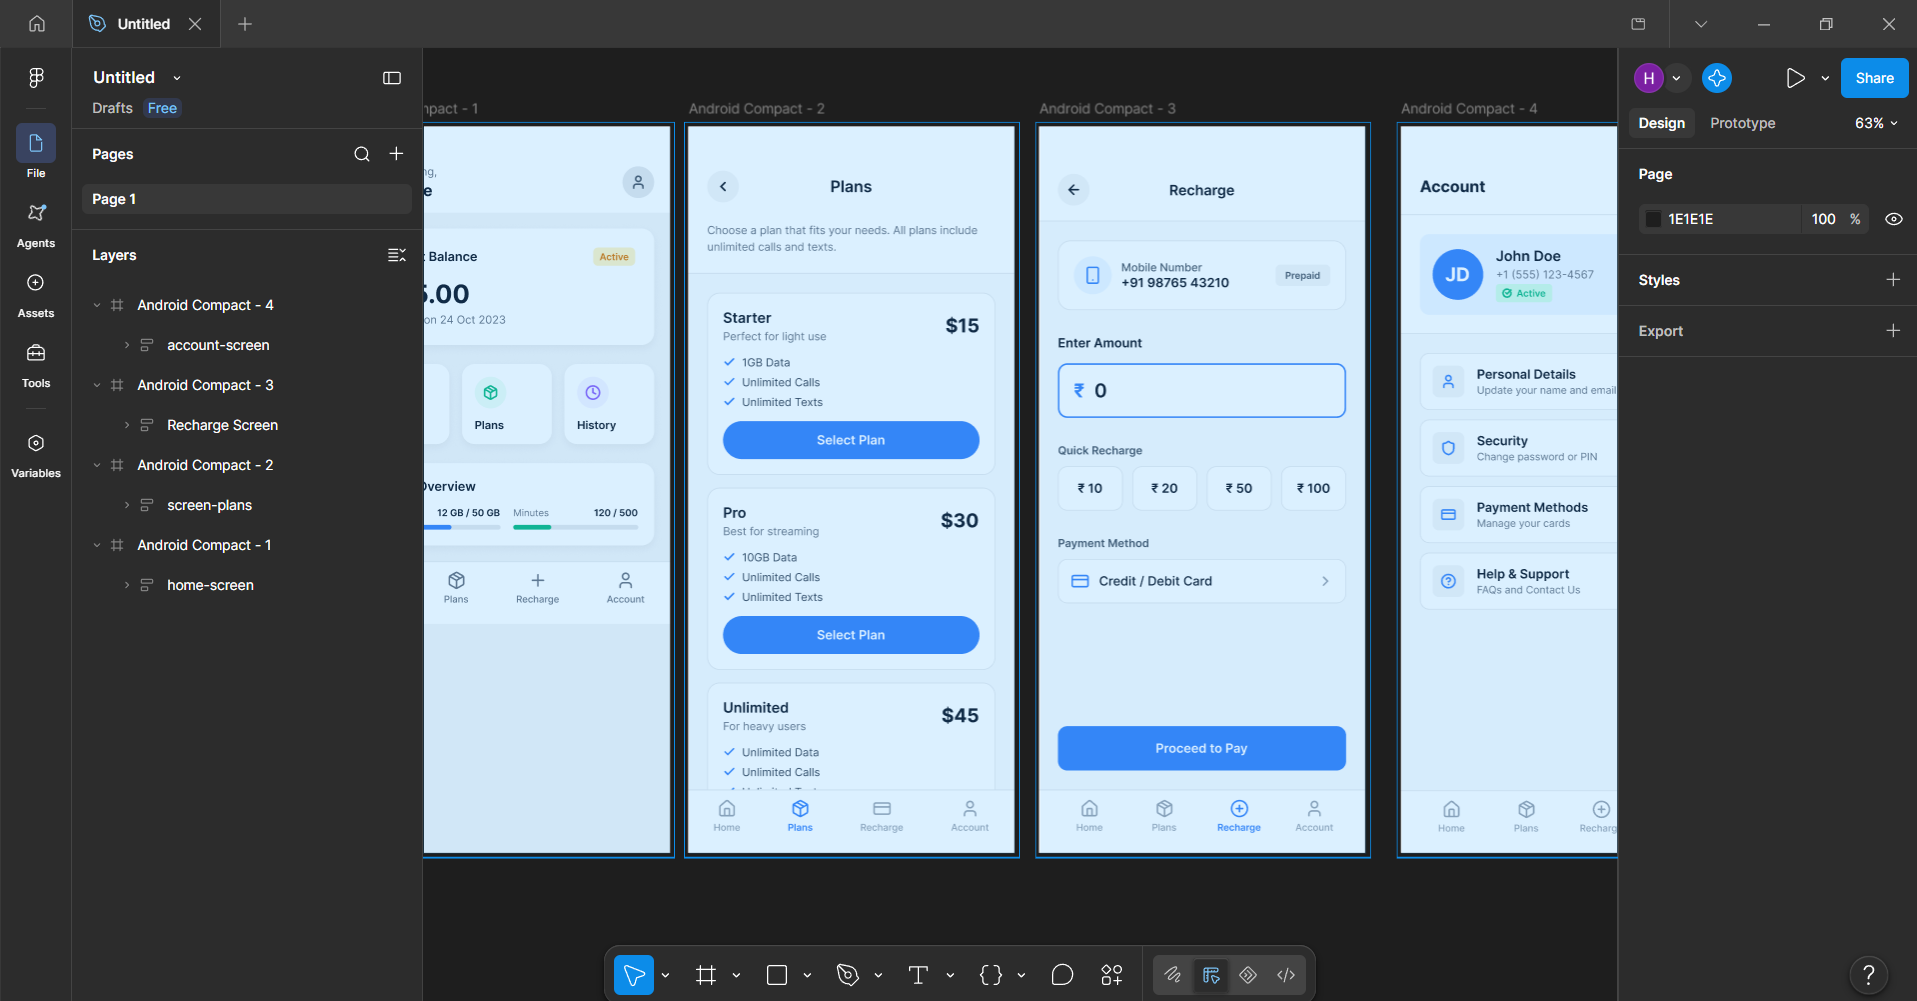 Untitled
Untitled
Drafts Free
File
Agents
Assets
Tools
Variables
Pages
Page 1
Layers
Android Compact - 4
account-screen
Android Compact - 3
Recharge Screen
Android Compact - 2
screen-plans
Android Compact - 1
home-screen
- 1
Balance
Active
5.00
on 24 Oct 2023
Plans
History
Overview
12 GB / 50 GB
Minutes
120 / 500
Plans
Recharge
Account
Android Compact - 2
Plans
Choose a plan that fits your needs. All plans include
unlimited calls and texts.
Starter
$15
Perfect for light use
1GB Data
Unlimited Calls
Unlimited Texts
Select Plan
Pro
$30
Best for streaming
10GB Data
Unlimited Calls
Unlimited Texts
Select Plan
Unlimited
$45
For heavy users
Unlimited Data
Unlimited Calls
Home
Plans
Recharge
Account
Android Compact - 3
Recharge
Mobile Number
+91 98765 43210
Prepaid
Enter Amount
₹ 0
Quick Recharge
₹ 10
₹ 20
₹ 50
₹ 100
Payment Method
Credit / Debit Card
Proceed to Pay
Home
Plans
Recharge
Account
Android Compact - 4
Account
JD
John Doe
+1 (555) 123-4567
Active
Personal Details
Update your name and email
Security
Change password or PIN
Payment Methods
Manage your cards
Help & Support
FAQs and Contact Us
Home
Plans
Recharg
H
Share
Design
Prototype
63%
Page
1E1E1E
100 %
Styles
Export
?